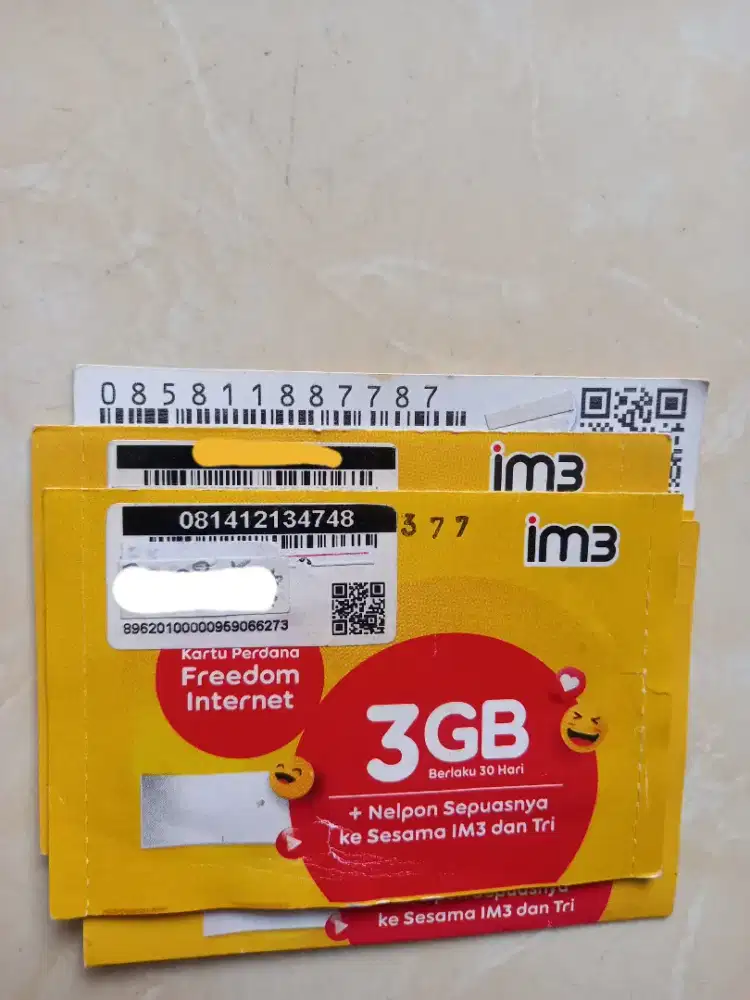 085811887787
im3
081412134748
377
im3
89620100000959066273
Kartu Perdana
Freedom
Internet
3GB
Berlaku 30 Hari
+ Nelpon Sepuasnya
ke Sesama IM3 dan Tri
ke Sesama IM3 dan Tri